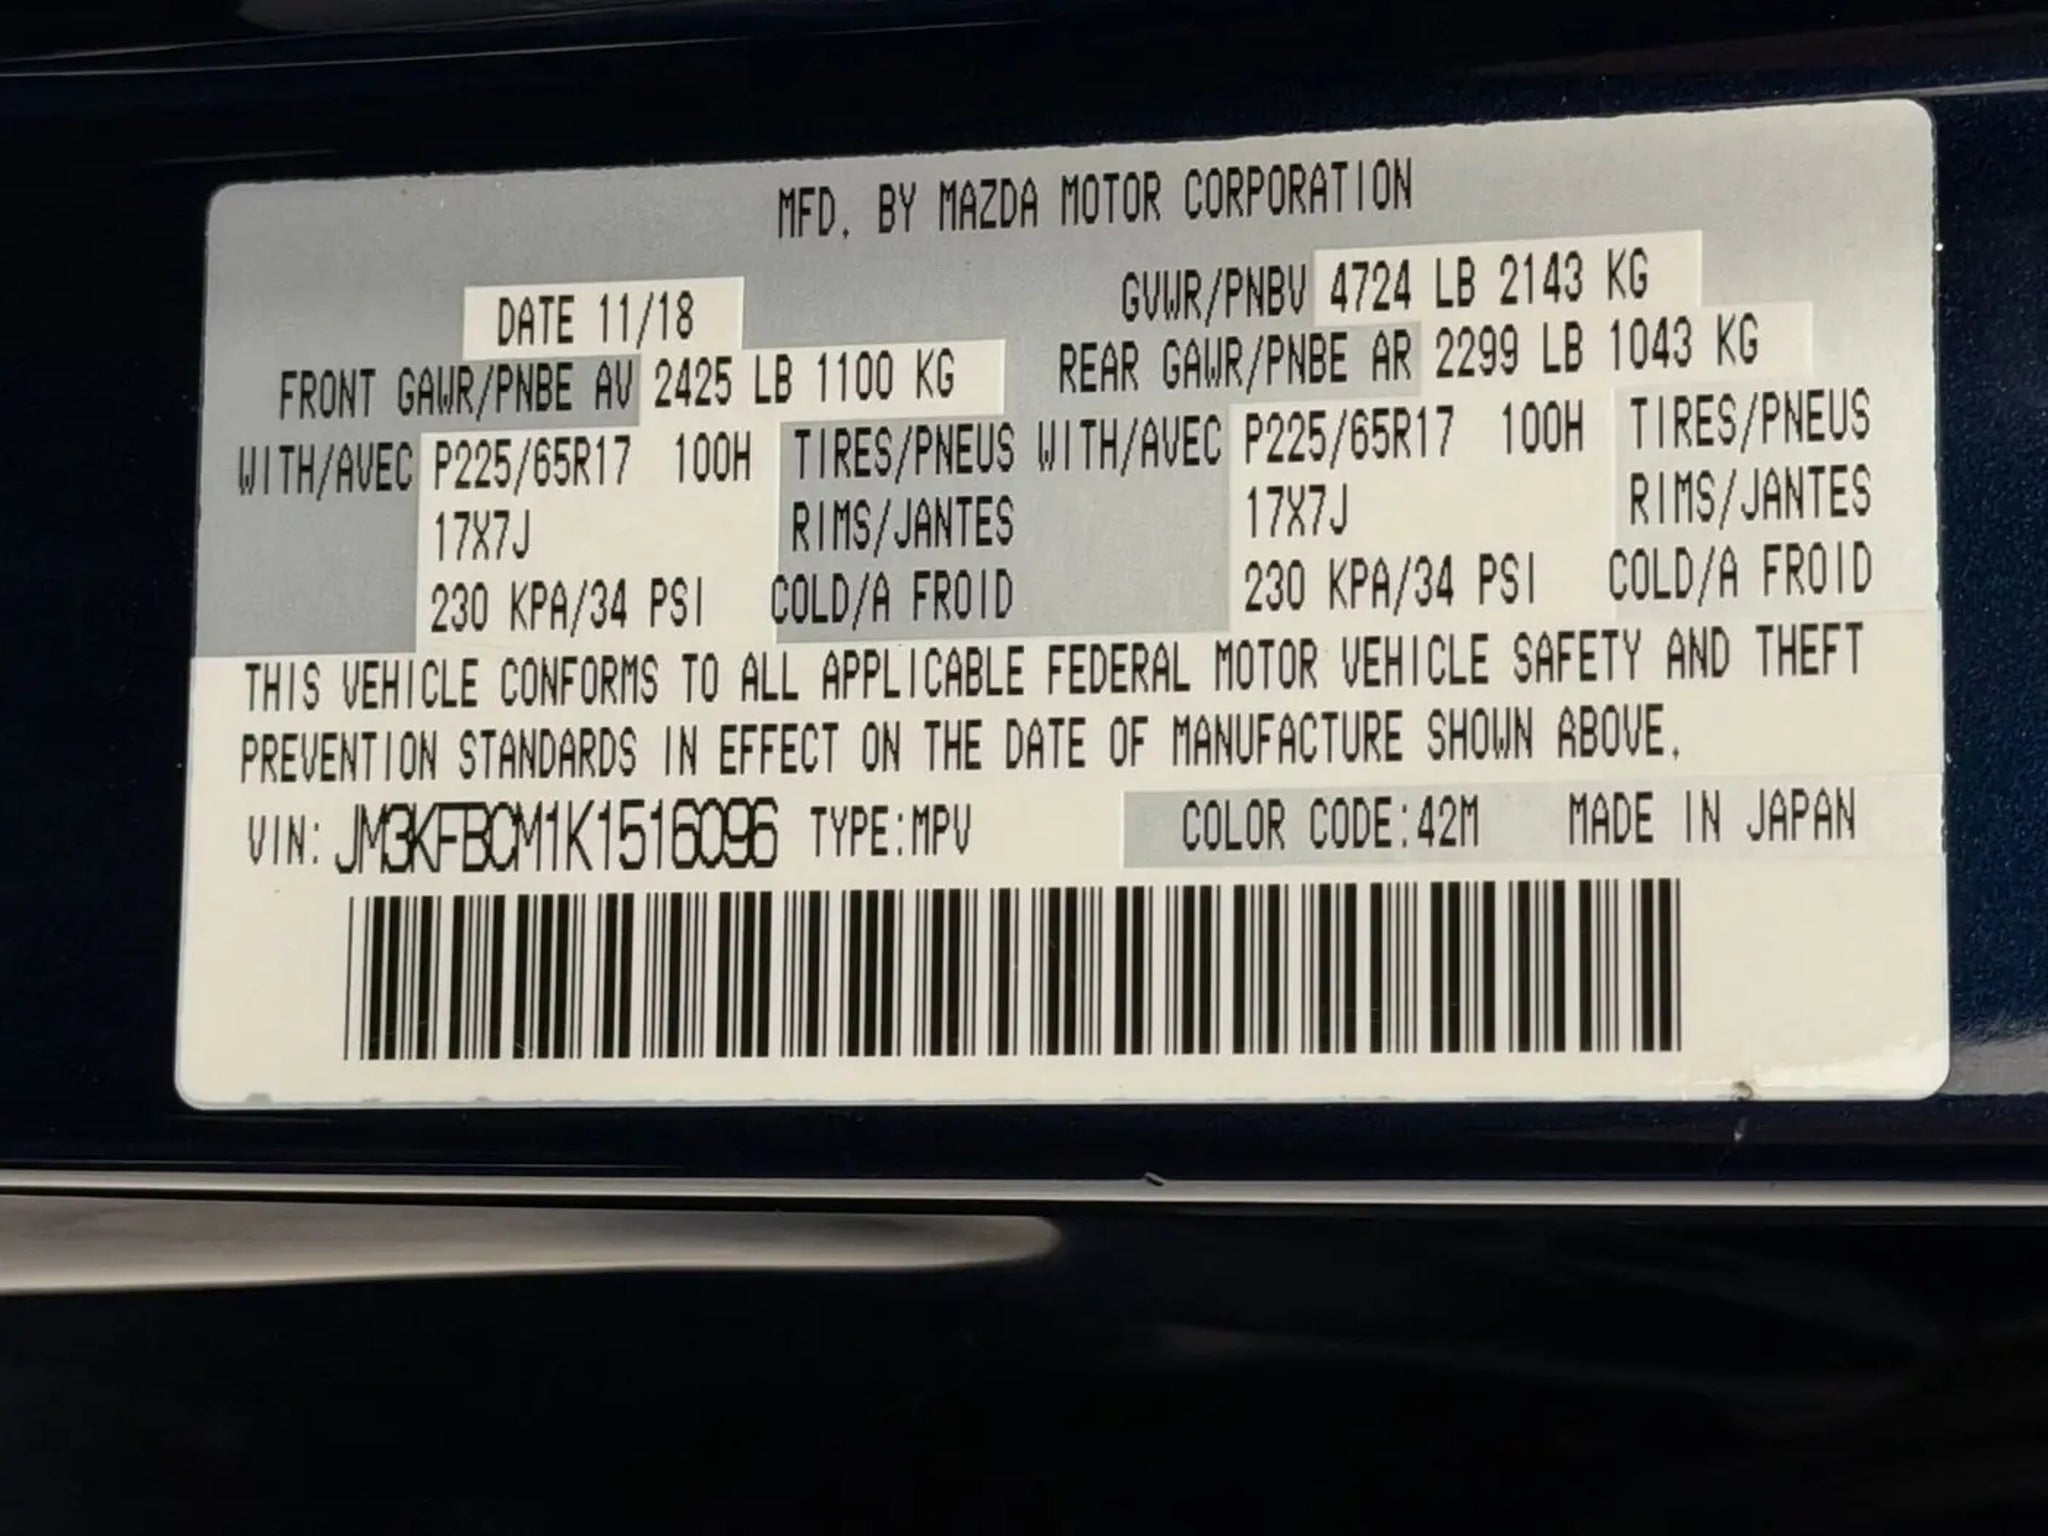 MFD. BY MAZDA MOTOR CORPORATION
DATE 11/18 GVWR/PNBV 4724 LB 2143 KG
FRONT GAWR/PNBE AV 2425 LB 1100 KG REAR GAWR/PNBE AR 2299 LB 1043 KG
WITH/AVEC P225/65R17 100H TIRES/PNEUS WITH/AVEC P225/65R17 100H TIRES/PNEUS
17X7J RIMS/JANTES 17X7J RIMS/JANTES
230 KPA/34 PSI COLD/A FROID 230 KPA/34 PSI COLD/A FROID
THIS VEHICLE CONFORMS TO ALL APPLICABLE FEDERAL MOTOR VEHICLE SAFETY AND THEFT
PREVENTION STANDARDS IN EFFECT ON THE DATE OF MANUFACTURE SHOWN ABOVE.
VIN: JM3KFBCM1K1516096 TYPE:MPV COLOR CODE:42M MADE IN JAPAN